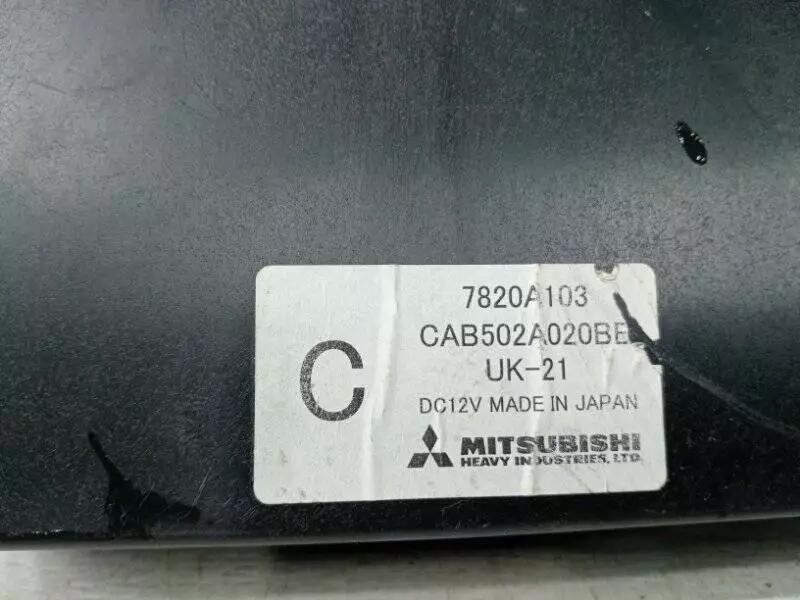 7820A103
CAB502A020BE
UK-21
C
DC12V MADE IN JAPAN
MITSUBISHI
HEAVY INDUSTRIES, LTD.